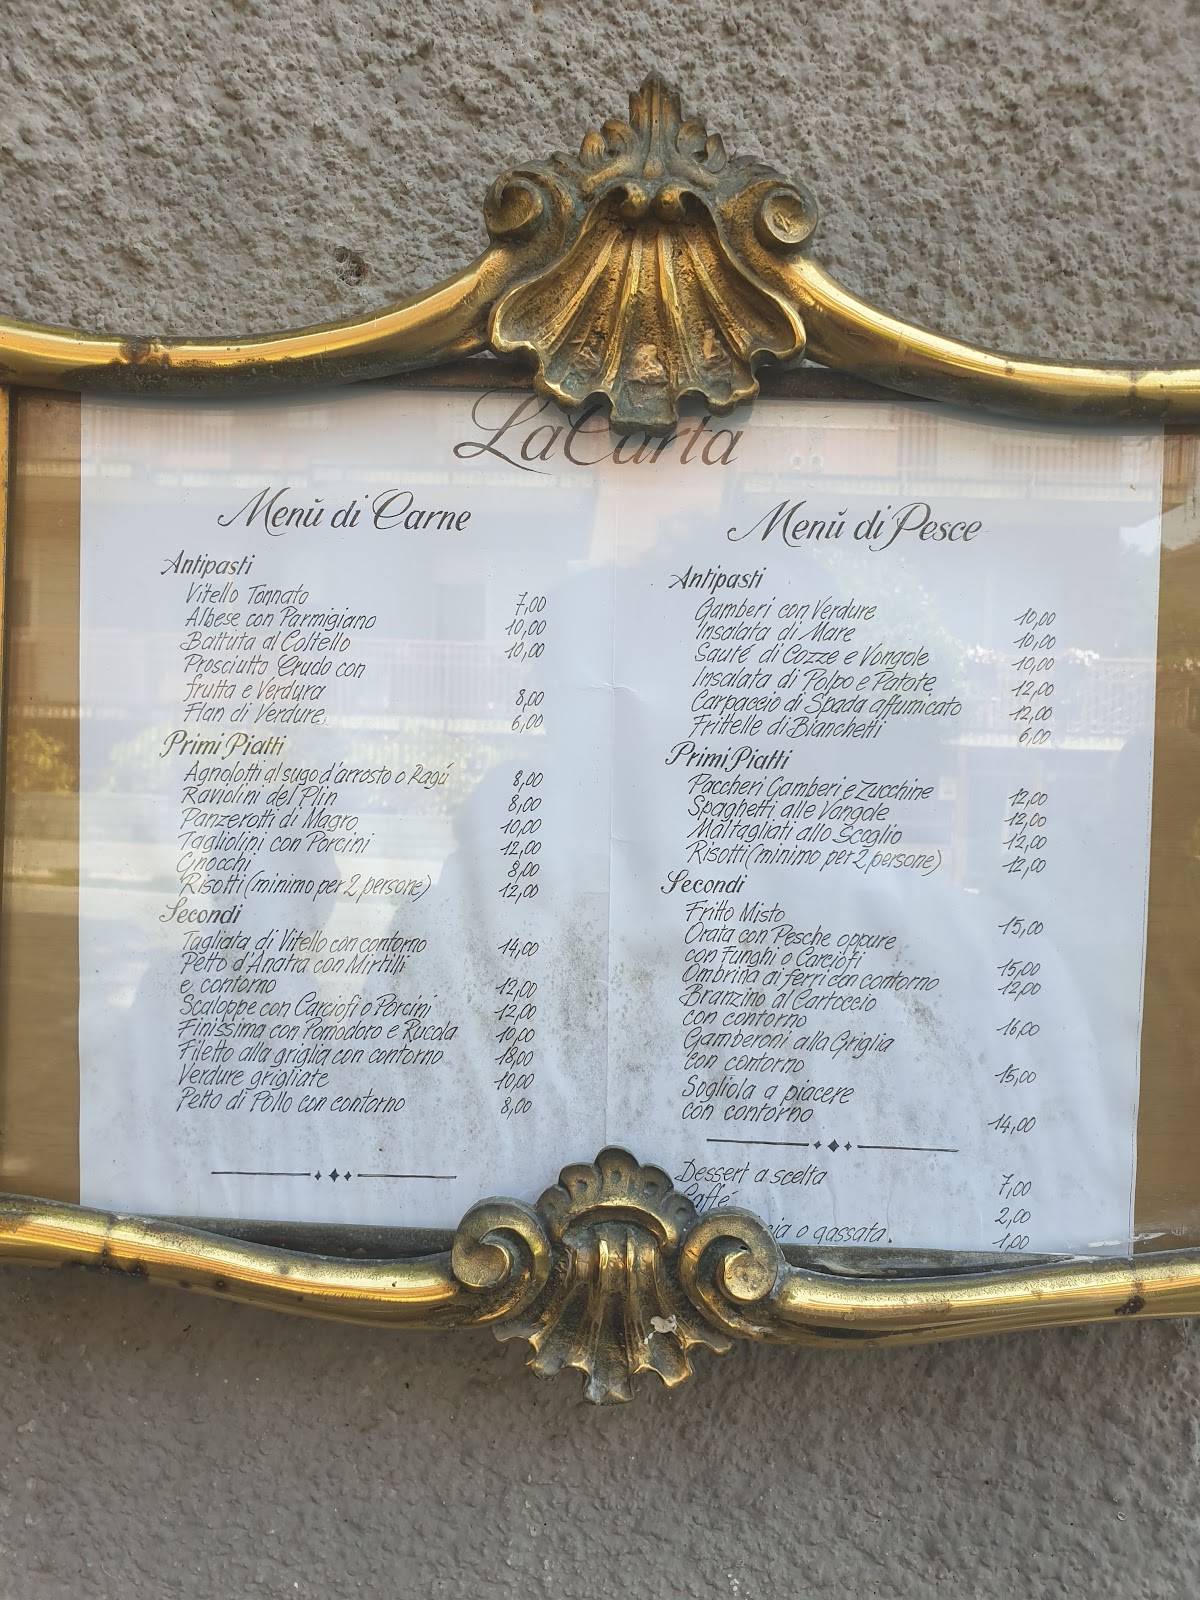 La Carta
Menŭ di Carne
Antipasti
Vitello Tonnato 7,00
Albese con Parmigiano 10,00
Battuta al Coltello 10,00
Prosciutto Crudo con
frutta e Verdura 8,00
Flan di Verdure, 6,00
Primi Piatti
Agnolotti al sugo d'arrosto o Ragú 8,00
Raviolini del Plin 8,00
Panzerotti di Magro 10,00
Tagliolini con Porcini 12,00
Gnocchi 8,00
Risotti (minimo per 2 persone) 12,00
Secondi
Tagliata di Vitello con contorno 14,00
Petto d'Anatra con Mirtilli
e contorno 12,00
Scaloppe con Carciofi o Porcini 12,00
Finissima con Pomodoro e Rucola 10,00
Filetto alla griglia con contorno 18,00
Verdure grigliate 10,00
Petto di Pollo con contorno 8,00
Menŭ di Pesce
Antipasti
Gamberi con Verdure 10,00
Insalata di Mare 10,00
Sauté di Cozze e Vongole 10,00
Insalata di Polpo e Patate 12,00
Carpaccio di Spada affumicato 12,00
Frittelle di Bianchetti 6,00
Primi Piatti
Paccheri Gamberi e Zucchine 12,00
Spaghetti alle Vongole 12,00
Maltagliati allo Scoglio 12,00
Risotti (minimo per 2 persone) 12,00
Secondi
Fritto Misto 15,00
Orata con Pesche oppure
con Funghi o Carciofi 15,00
Ombrina ai ferri con contorno 12,00
Branzino al Cartoccio
con contorno 16,00
Gamberoni alla Griglia
con contorno 15,00
Sogliola a piacere
con contorno 14,00
Dessert a scelta 7,00
Caffé 2,00
o gassata. 1,00